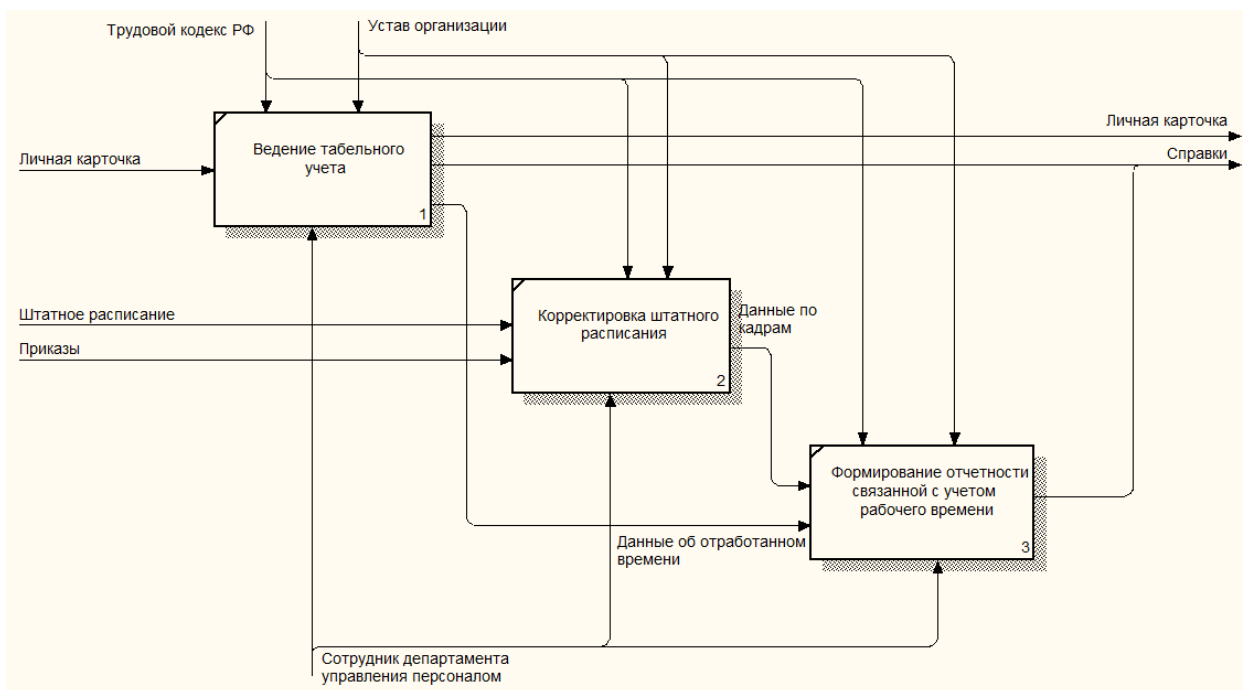 Трудовой кодекс РФ
Устав организации
Личная карточка
Ведение табельного
учета
1
Личная карточка
Справки
Штатное расписание
Приказы
Корректировка штатного
расписания
2
Данные по
кадрам
Формирование отчетности
связанной с учетом
рабочего времени
3
Данные об отработанном
времени
Сотрудник департамента
управления персоналом